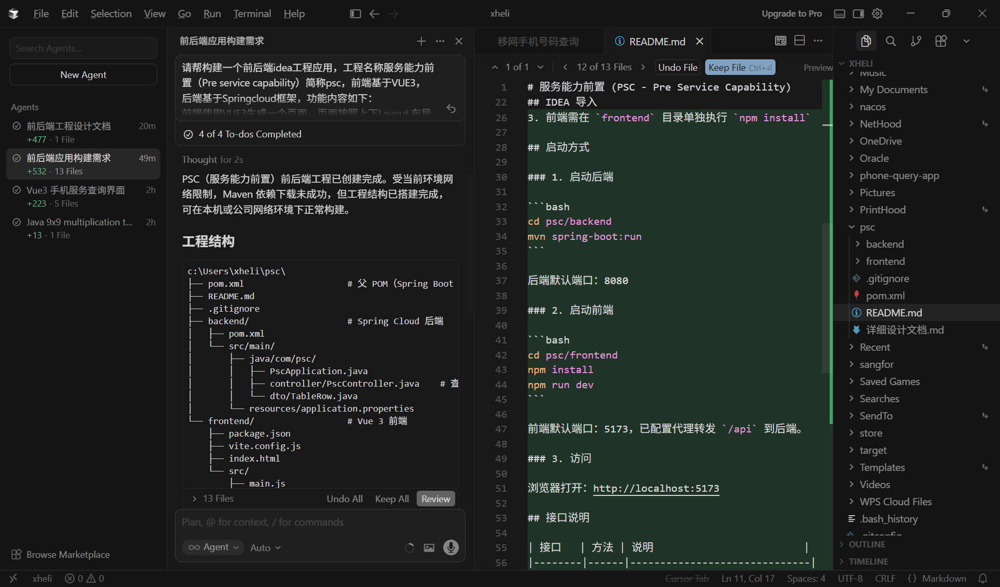 File Edit Selection View Go Run Terminal Help
xheli
Upgrade to Pro
Search Agents...
New Agent
Agents
前后端工程设计文档 20m
+477 · 1 File
前后端应用构建需求 49m
+532 · 13 Files
Vue3 手机服务查询界面 2h
+223 · 5 Files
Java 9x9 multiplication t... 2h
+13 · 1 File
Browse Marketplace
前后端应用构建需求
请帮构建一个前后端idea工程应用，工程名称服务能力前
置（Pre service capability）简称psc，前端基于VUE3，
后端基于Springcloud框架，功能内容如下：
前端使用VUE3生成一个页面，页面按照上下Layout 布局
4 of 4 To-dos Completed
Thought for 2s
PSC（服务能力前置）前后端工程已创建完成。受当前环境网
络限制，Maven 依赖下载未成功，但工程结构已搭建完成，
可在本机或公司网络环境下正常构建。
工程结构
c:\Users\xheli\psc\
├── pom.xml # 父 POM（Spring Boot
├── README.md
├── .gitignore
├── backend/ # Spring Cloud 后端
│ ├── pom.xml
│ └── src/main/
│ ├── java/com/psc/
│ │ ├── PscApplication.java
│ │ ├── controller/PscController.java # 查
│ │ └── dto/TableRow.java
│ └── resources/application.properties
└── frontend/ # Vue 3 前端
├── package.json
├── vite.config.js
├── index.html
└── src/
├── main.js
13 Files Undo All Keep All Review
Plan, @ for context, / for commands
Agent Auto
移网手机号码查询 README.md
1 of 1 12 of 13 Files Undo File Keep File Ctrl+⏎ Preview
1 # 服务能力前置 (PSC - Pre Service Capability)
22 ## IDEA 导入
26 3. 前端需在 `frontend` 目录单独执行 `npm install`
27
28 ## 启动方式
29
30 ### 1. 启动后端
31
32 ```bash
33 cd psc/backend
34 mvn spring-boot:run
35 ```
36
37 后端默认端口：8080
38
39 ### 2. 启动前端
40
41 ```bash
42 cd psc/frontend
43 npm install
44 npm run dev
45 ```
46
47 前端默认端口：5173，已配置代理转发 `/api` 到后端。
48
49 ### 3. 访问
50
51 浏览器打开：http://localhost:5173
52
53 ## 接口说明
54
55 | 接口 | 方法 | 说明 |
56 |--------|------|------------------------------|
XHELI
Music
My Documents
nacos
NetHood
OneDrive
Oracle
phone-query-app
Pictures
PrintHood
psc
backend
frontend
.gitignore
pom.xml
README.md
详细设计文档.md
Recent
sangfor
Saved Games
Searches
SendTo
store
target
Templates
Videos
WPS Cloud Files
.bash_history
.gitconfig
OUTLINE
TIMELINE
xheli 0 0
Cursor Tab Ln 11, Col 17 Spaces: 4 UTF-8 CRLF {} Markdown